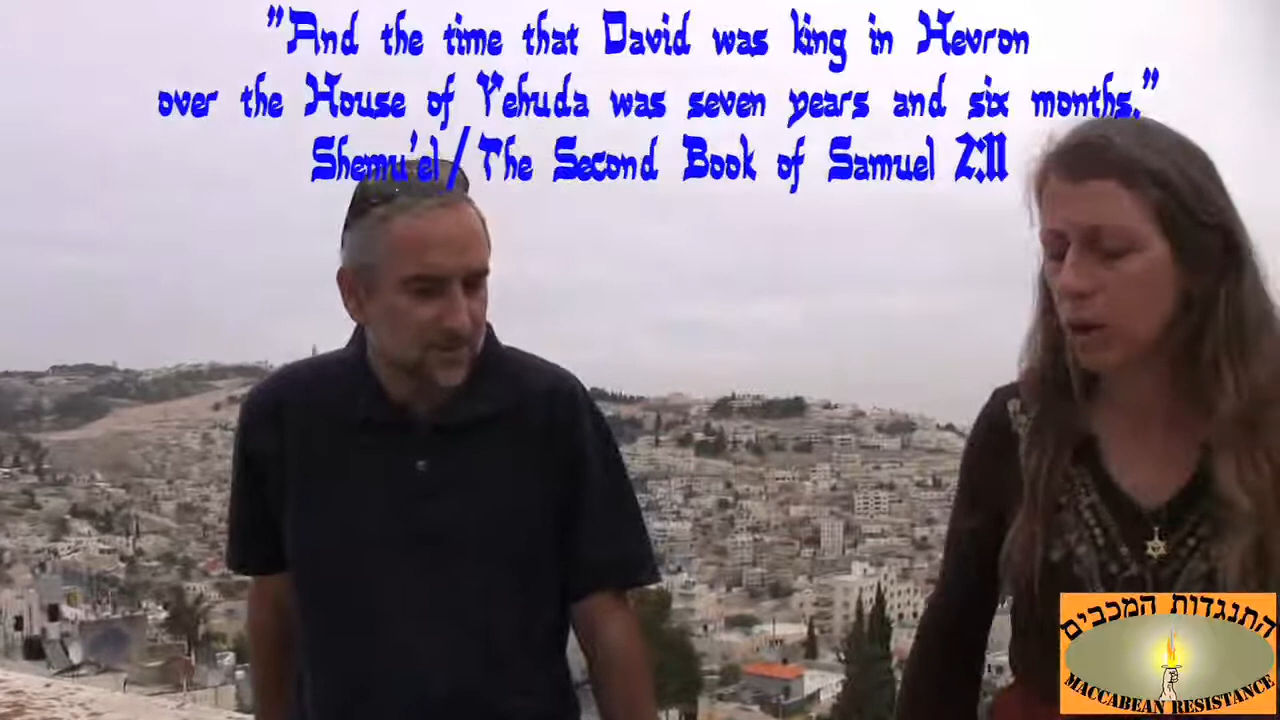 "And the time that David was king in Hevron
over the House of Yehuda was seven years and six months."
Shemu'el/The Second Book of Samuel 2:11
התנגדות המכבים
MACCABEAN RESISTANCE